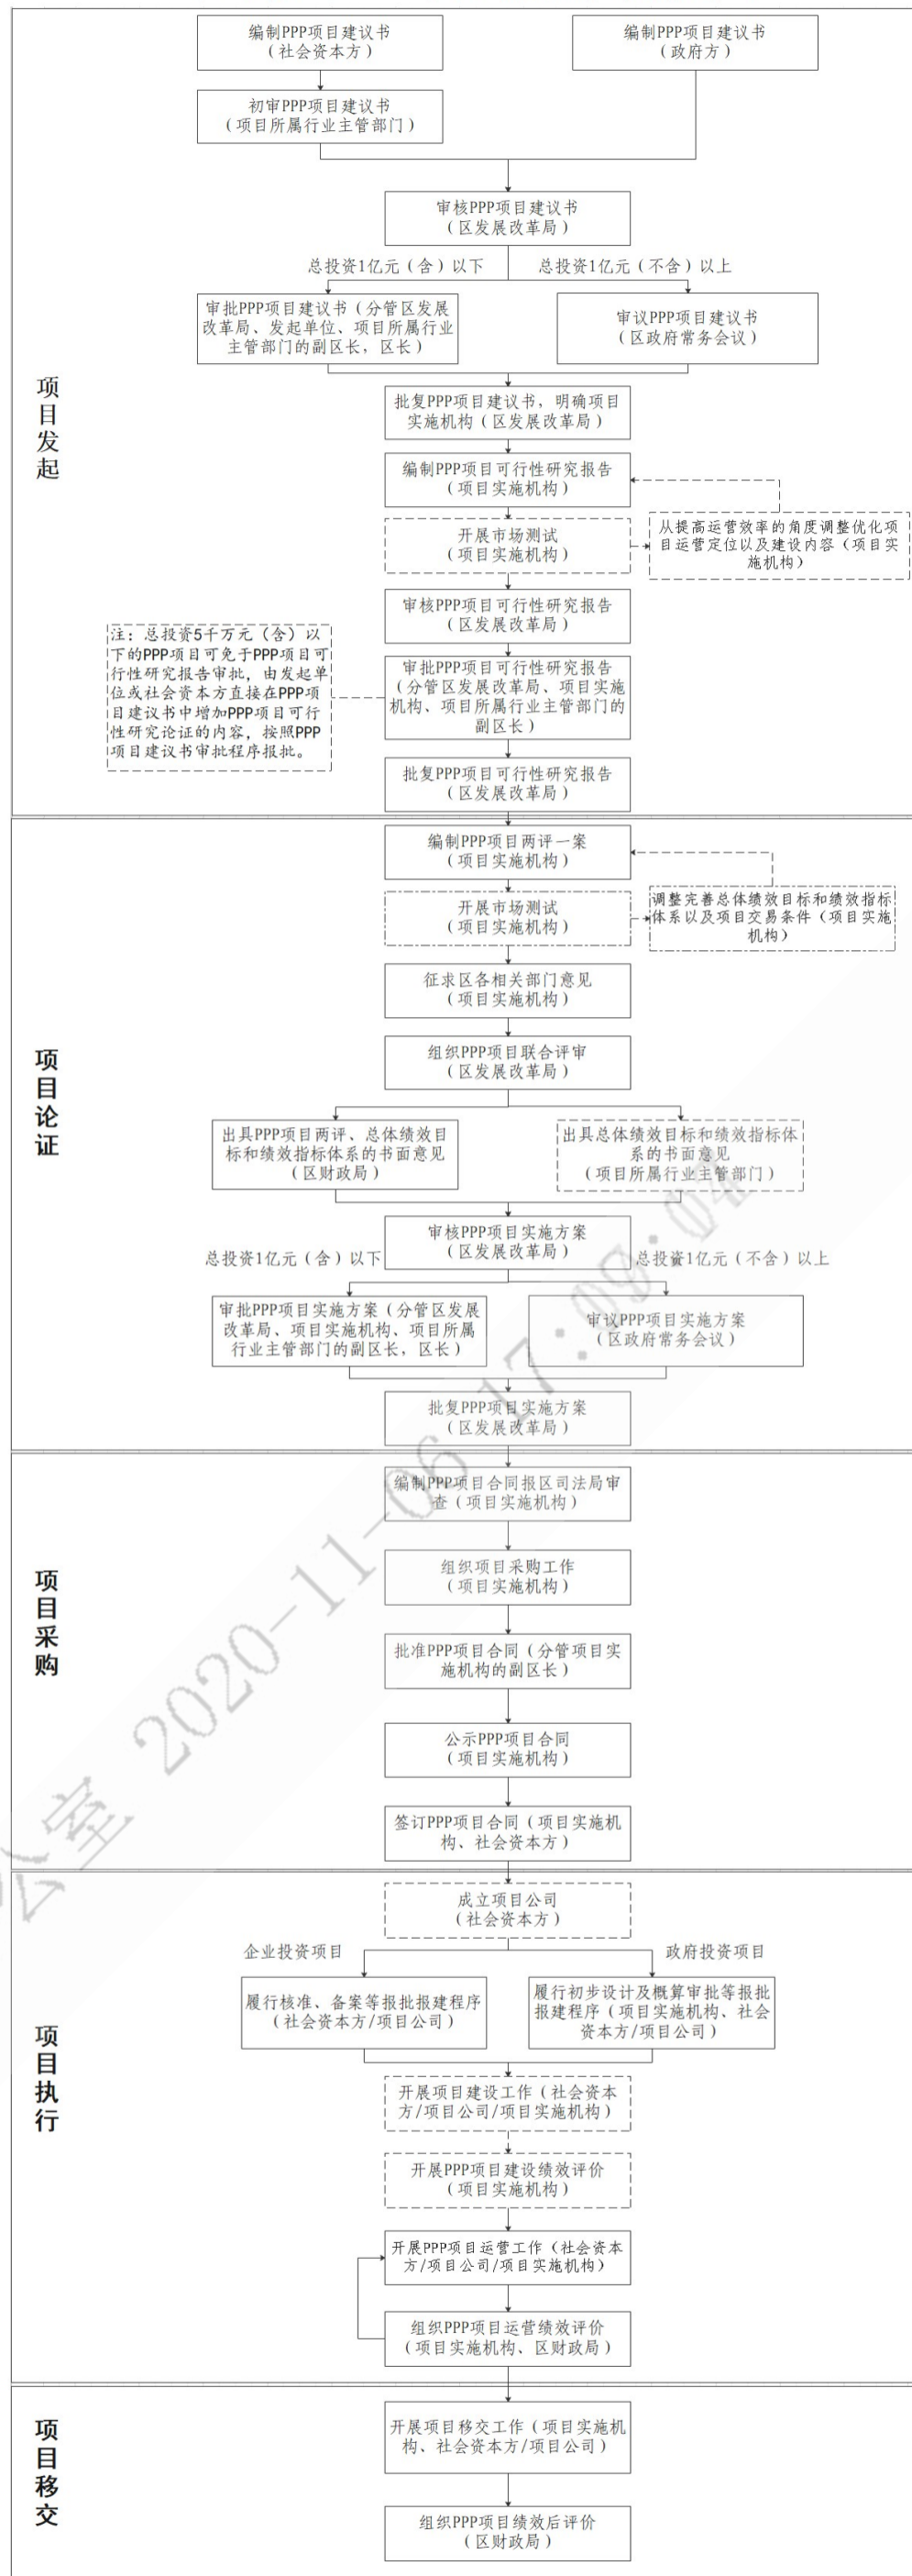 编制PPP项目建议书
(社会资本方)
编制PPP项目建议书
(政府方)
初审PPP项目建议书
(项目所属行业主管部门)
审核PPP项目建议书
(区发展改革局)
总投资1亿元(含)以下
总投资1亿元(不含)以上
审批PPP项目建议书(分管区发展
改革局、发起单位、项目所属行业
主管部门的副区长,区长)
审议PPP项目建议书
(区政府常务会议)
项目发起
批复PPP项目建议书,明确项目
实施机构(区发展改革局)
编制PPP项目可行性研究报告
(项目实施机构)
开展市场测试
(项目实施机构)
从提高运营效率的角度调整优化项
目运营定位以及建设内容(项目实
施机构)
审核PPP项目可行性研究报告
(区发展改革局)
注:总投资5千万元(含)以
下的PPP项目可免于PPP项目可
行性研究报告审批,由发起单
位或社会资本方直接在PPP项
目建议书中增加PPP项目可行
性研究论证的内容,按照PPP
项目建议书审批程序报批。
审批PPP项目可行性研究报告
(分管区发展改革局、项目实施
机构、项目所属行业主管部门的
副区长)
批复PPP项目可行性研究报告
(区发展改革局)
编制PPP项目两评一案
(项目实施机构)
开展市场测试
(项目实施机构)
调整完善总体绩效目标和绩效指标
体系以及项目交易条件(项目实施
机构)
征求区各相关部门意见
(项目实施机构)
组织PPP项目联合评审
(区发展改革局)
项目论证
出具PPP项目两评、总体绩效目
标和绩效指标体系的书面意见
(区财政局)
出具总体绩效目标和绩效指标体
系的书面意见
(项目所属行业主管部门)
审核PPP项目实施方案
(区发展改革局)
总投资1亿元(含)以下
总投资1亿元(不含)以上
审批PPP项目实施方案(分管区发展
改革局、项目实施机构、项目所属
行业主管部门的副区长,区长)
审议PPP项目实施方案
(区政府常务会议)
批复PPP项目实施方案
(区发展改革局)
编制PPP项目合同报区司法局审
查(项目实施机构)
组织项目采购工作
(项目实施机构)
项目采购
批准PPP项目合同(分管项目实
施机构的副区长)
公示PPP项目合同
(项目实施机构)
签订PPP项目合同(项目实施机
构、社会资本方)
成立项目公司
(社会资本方)
企业投资项目
政府投资项目
履行核准、备案等报批报建程序
(社会资本方/项目公司)
履行初步设计及概算审批等报批
报建程序(项目实施机构、社会
资本方/项目公司)
项目执行
开展项目建设工作(社会资本
方/项目公司/项目实施机构)
开展PPP项目建设绩效评价
(项目实施机构)
开展PPP项目运营工作(社会资本
方/项目公司/项目实施机构)
组织PPP项目运营绩效评价
(项目实施机构、区财政局)
项目移交
开展项目移交工作(项目实施机
构、社会资本方/项目公司)
组织PPP项目绩效后评价
(区财政局)
公室 2020-11-06 17:09:02